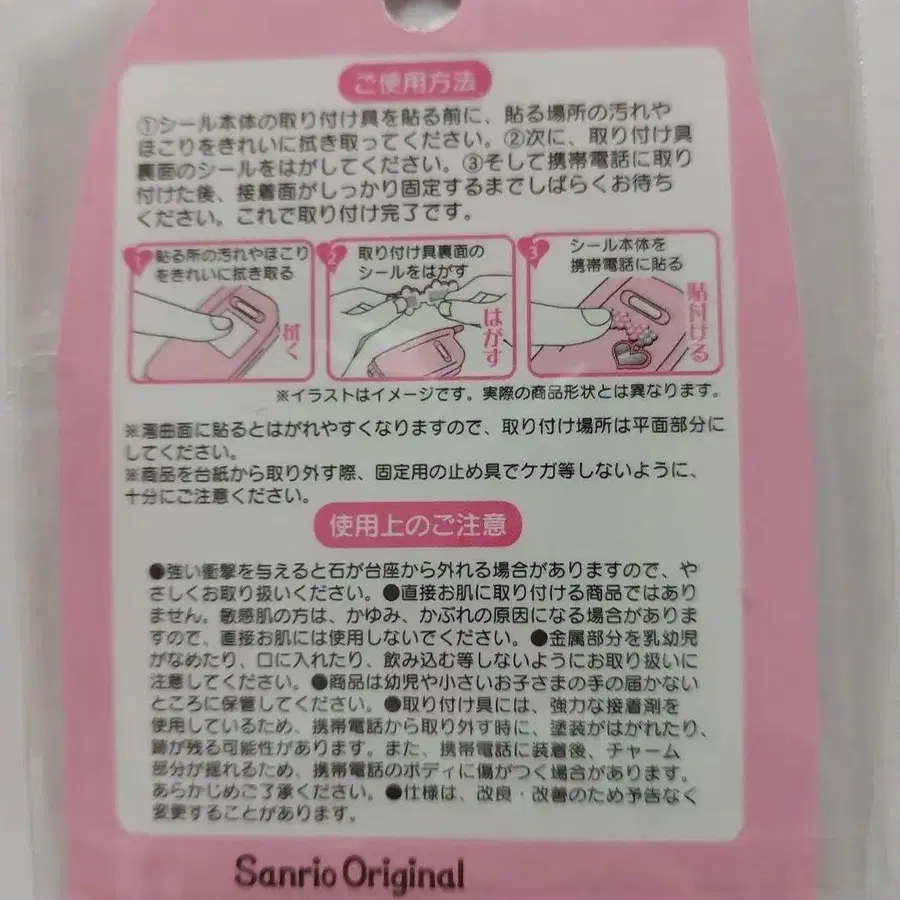 ご使用方法
①シール本体の取り付け具を貼る前に、貼る場所の汚れや
ほこりをきれいに拭き取ってください。②次に、取り付け具
裏面のシールをはがしてください。③そして携帯電話に取り
付けた後、接着面がしっかり固定するまでしばらくお待ち
ください。これで取り付け完了です。
1 貼る所の汚れやほこり
をきれいに拭き取る
拭く
2 取り付け具裏面の
シールをはがす
はがす
3 シール本体を
携帯電話に貼る
貼付ける
※イラストはイメージです。実際の商品形状とは異なります。
※湾曲面に貼るとはがれやすくなりますので、取り付け場所は平面部分に
してください。
※商品を台紙から取り外す際、固定用の止め具でケガ等しないように、
十分にご注意ください。
使用上のご注意
●強い衝撃を与えると石が台座から外れる場合がありますので、や
さしくお取り扱いください。●直接お肌に取り付ける商品ではあり
ません。敏感肌の方は、かゆみ、かぶれの原因になる場合がありま
すので、直接お肌には使用しないでください。●金属部分を乳幼児
がなめたり、口に入れたり、飲み込む等しないようにお取り扱いに
注意してください。●商品は幼児や小さいお子さまの手の届かない
ところに保管してください。●取り付け具には、強力な接着剤を
使用しているため、携帯電話から取り外す時に、塗装がはがれたり、
跡が残る可能性があります。また、携帯電話に装着後、チャーム
部分が揺れるため、携帯電話のボディに傷がつく場合があります。
あらかじめご了承ください。●仕様は、改良・改善のため予告なく
変更することがあります。
Sanrio Original